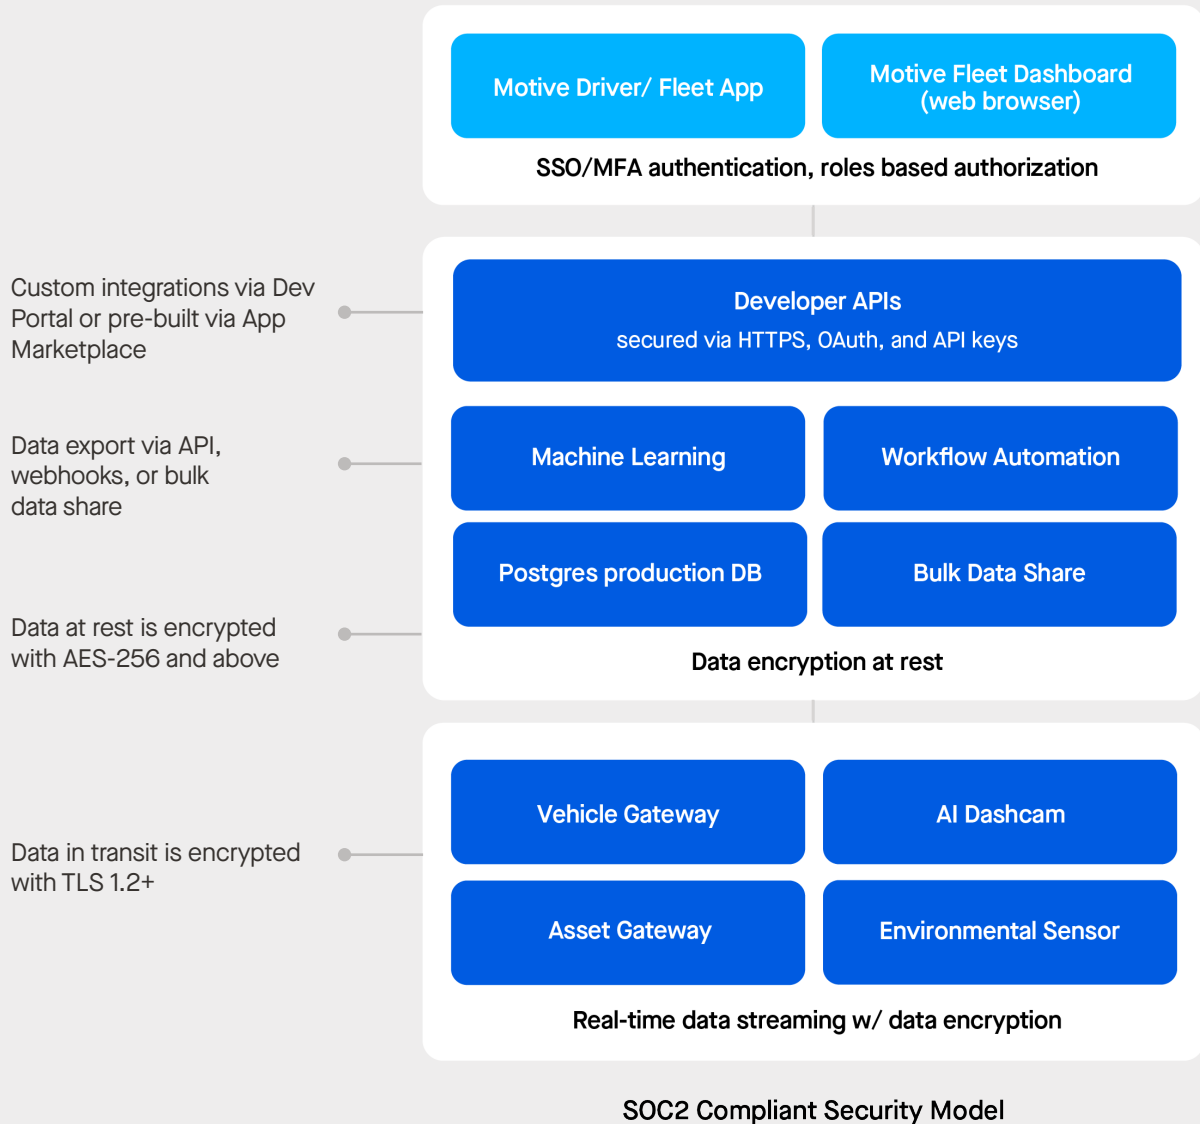 Motive Driver/ Fleet App
Motive Fleet Dashboard
(web browser)
SSO/MFA authentication, roles based authorization
Custom integrations via Dev
Portal or pre-built via App
Marketplace
Developer APIs
secured via HTTPS, OAuth, and API keys
Data export via API,
webhooks, or bulk
data share
Machine Learning
Workflow Automation
Postgres production DB
Bulk Data Share
Data at rest is encrypted
with AES-256 and above
Data encryption at rest
Vehicle Gateway
AI Dashcam
Data in transit is encrypted
with TLS 1.2+
Asset Gateway
Environmental Sensor
Real-time data streaming w/ data encryption
SOC2 Compliant Security Model